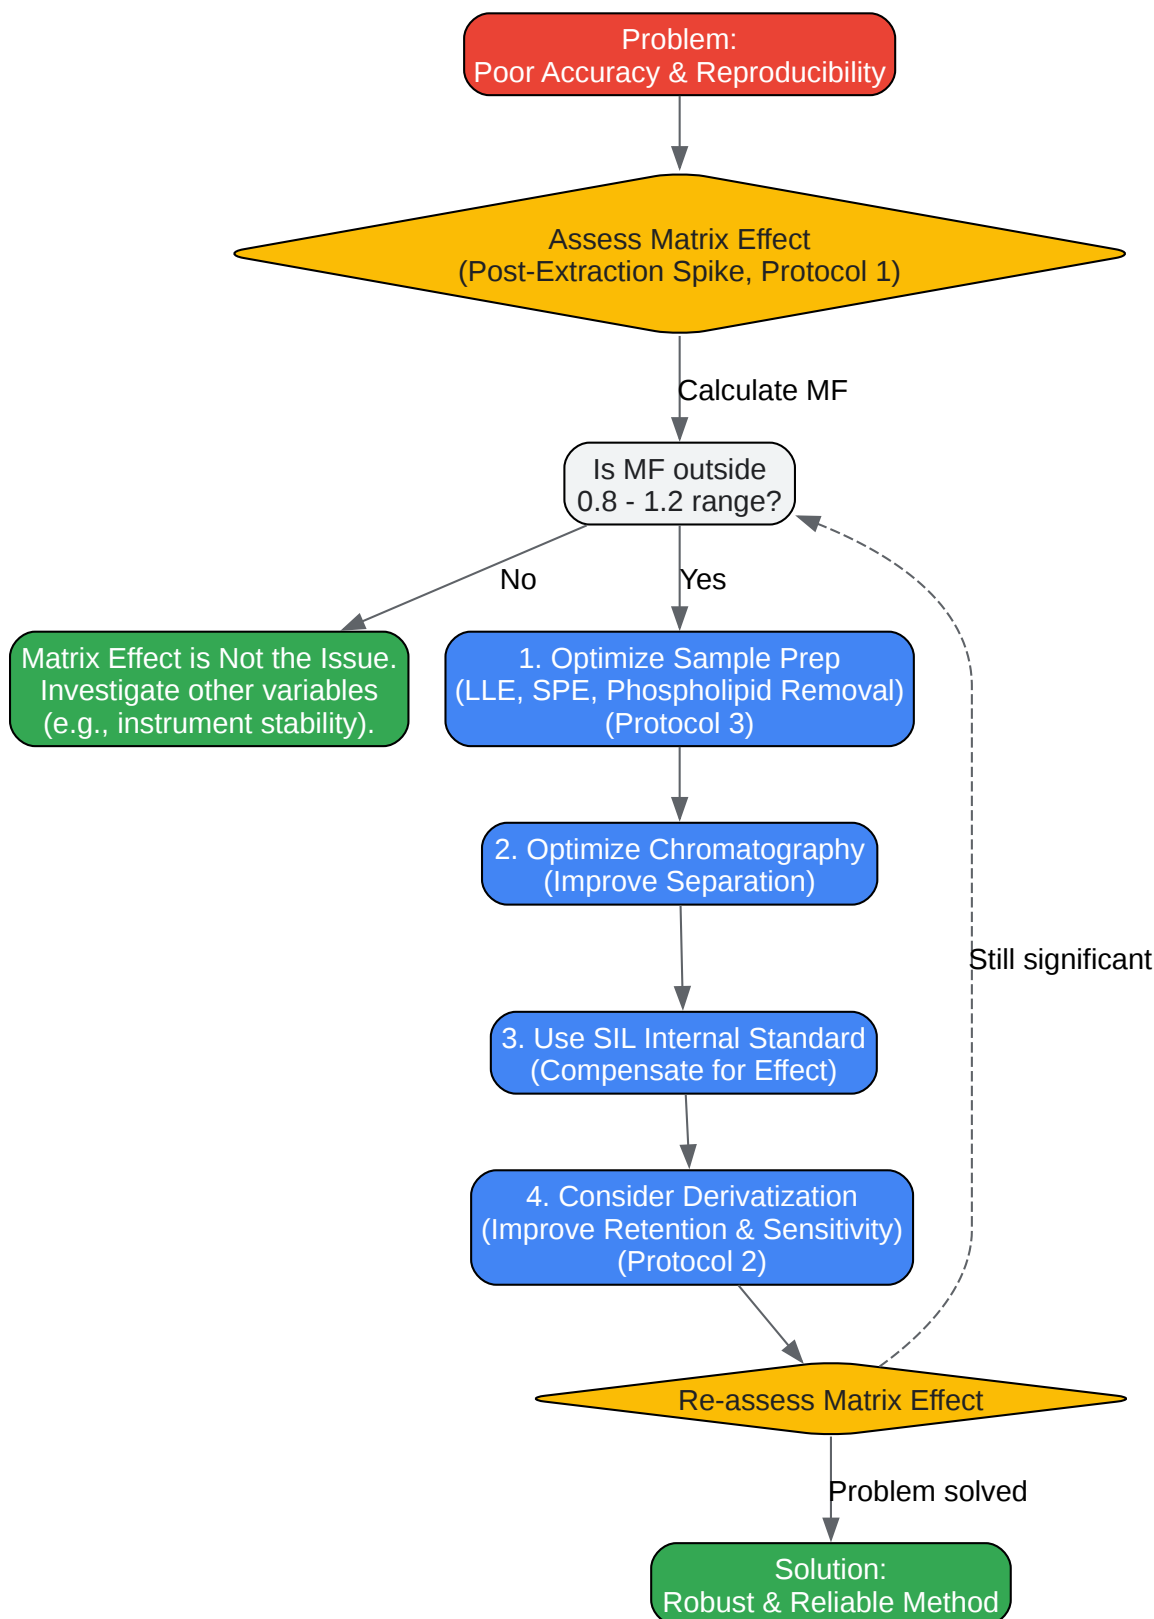 Problem:
Poor Accuracy & Reproducibility
Assess Matrix Effect
(Post-Extraction Spike, Protocol 1)
Calculate MF
Is MF outside
0.8 - 1.2 range?
No
Yes
Matrix Effect is Not the Issue.
Investigate other variables
(e.g., instrument stability).
1. Optimize Sample Prep
(LLE, SPE, Phospholipid Removal)
(Protocol 3)
2. Optimize Chromatography
(Improve Separation)
Still significant
3. Use SIL Internal Standard
(Compensate for Effect)
4. Consider Derivatization
(Improve Retention & Sensitivity)
(Protocol 2)
Re-assess Matrix Effect
Problem solved
Solution:
Robust & Reliable Method